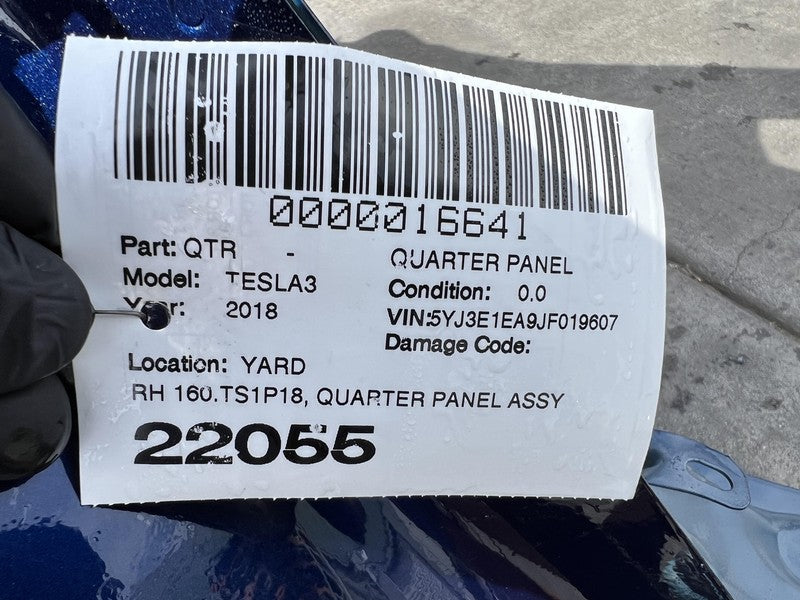 0000016641
Part: QTR - QUARTER PANEL
Model: TESLA3 Condition: 0.0
Year: 2018 VIN:5YJ3E1EA9JF019607
Damage Code:
Location: YARD
RH 160.TS1P18, QUARTER PANEL ASSY
22055